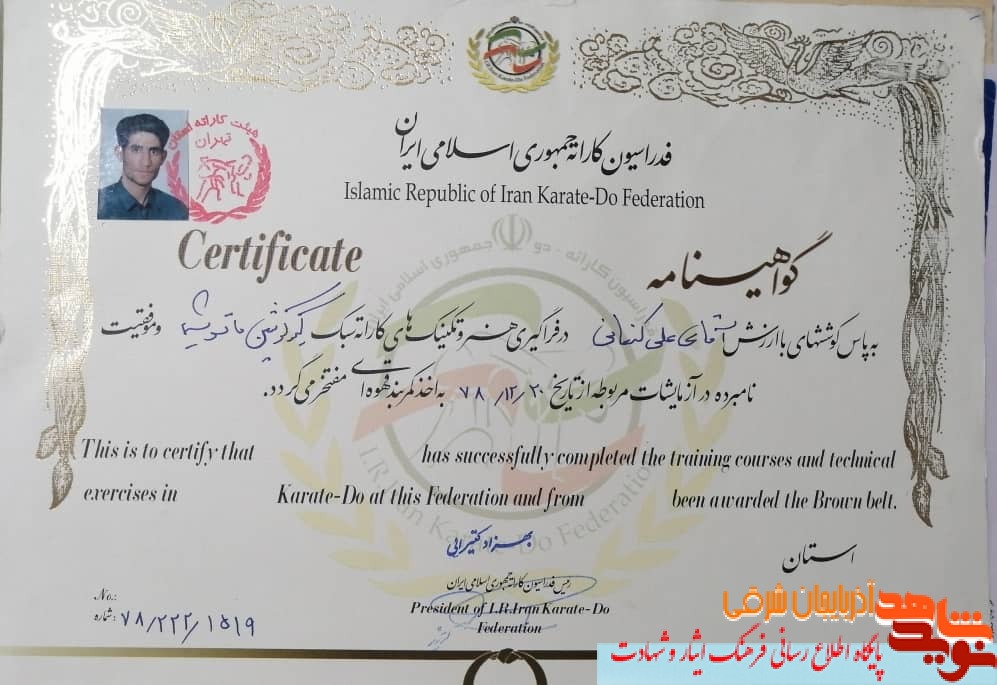 هیئت کاراته استان
تهران
فدراسیون کاراته جمهوری اسلامی ایران
Islamic Republic of Iran Karate-Do Federation
Certificate
گواهینامه
به پاس کوششهای با ارزش آقای علی کنعانی در فراگیری هنر و تکنیک های کاراته سبک و موفقیت
نامبرده در آزمایشات مربوطه از تاریخ ۷۸/۱۲/۲۰ به اخذ کمربند قهوه ای مفتخر می گردد.
This is to certify that has successfully completed the training courses and technical
exercises in Karate-Do at this Federation and from been awarded the Brown belt.
I.R.Iran Karate-Do Federation
بهزاد کتیرایی
استان
رئیس فدراسیون کاراته جمهوری اسلامی ایران
President of I.R.Iran Karate-Do
Federation
No.:
شماره: ۷۸/۲۲۲/۱۵۱۹
نوید شاهد
آذربایجان شرقی
پایگاه اطلاع رسانی فرهنگ ایثار و شهادت